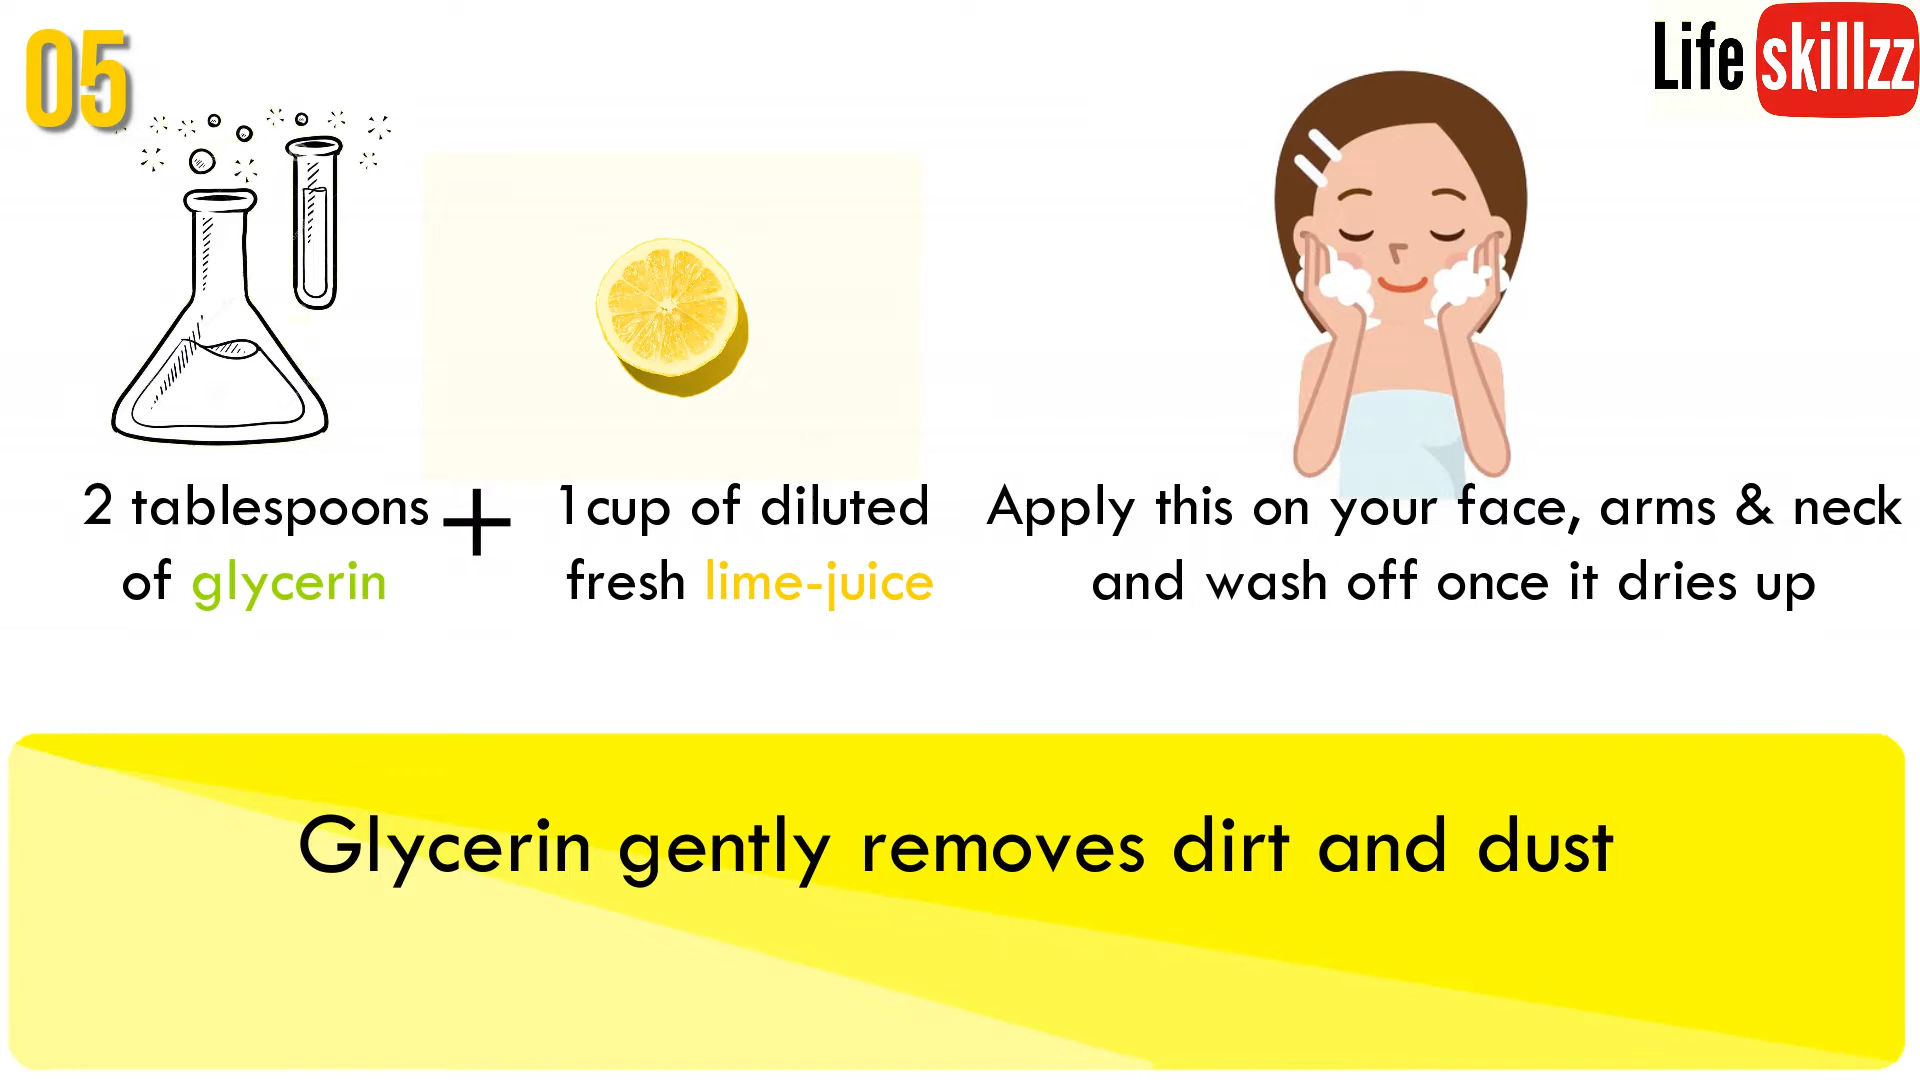 05
Life skillzz
2 tablespoons
of glycerin
+
1cup of diluted
fresh lime-juice
Apply this on your face, arms & neck
and wash off once it dries up
Glycerin gently removes dirt and dust